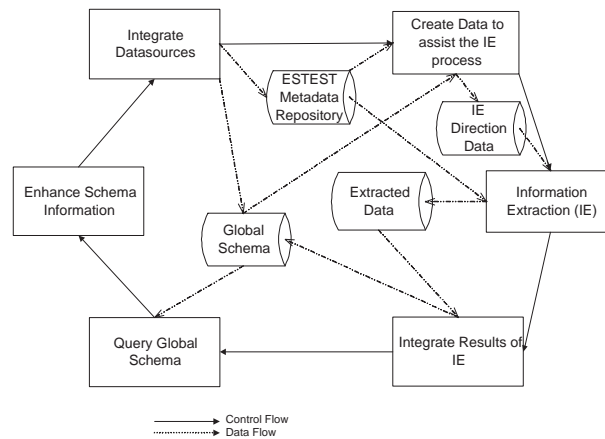 Integrate
Datasources
Create Data to
assist the IE
process
ESTEST
Metadata
Repository
IE
Direction
Data
Enhance Schema
Information
Extracted
Data
Information
Extraction (IE)
Global
Schema
Query Global
Schema
Integrate Results of
IE
Control Flow
Data Flow